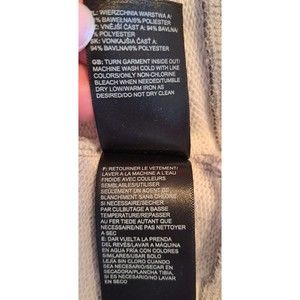 PL: WIERZCHNIA WARSTWA A:
BAWEŁNA/6% POLYESTER
VNĚJŠÍ ČÁST A: 94% BAVLNA/
6% POLYESTER
SK: VONKAJŠIA ČASŤ A:
94% BAVLNA/6% POLYESTER
GB: TURN GARMENT INSIDE OUT/
MACHINE WASH COLD WITH LIKE
COLORS/ONLY NON-CHLORINE
BLEACH WHEN NEEDED/TUMBLE
DRY LOW/WARM IRON AS
DESIRED/DO NOT DRY CLEAN
F: RETOURNER LE VETEMENT/
LAVER A LA MACHINE A L'EAU
FROIDE AVEC COULEURS
SEMBLABLES/UTILISER
SEULEMENT UN AGENT DE
BLANCHIMENT SANS CHLORE
SI NECESSAIRE/SECHER
PAR CULBUTAGE A BASSE
TEMPERATURE/REPASSER
AU FER TIEDE AUTANT QUE
NECESSAIRE/NE PAS NETTOYER
A SEC
E: DAR VUELTA LA PRENDA
DEL REVES/LAVAR A MAQUINA
EN AGUA FRIA CON COLORES
SIMILARES/USAR SOLO
LEJIA SIN CLORO CUANDO
SEA NECESARIO/SECAR EN
SECADORA/PLANCHA TIBIA,
SI ES NECESARIO/NO LAVAR
EN SECO